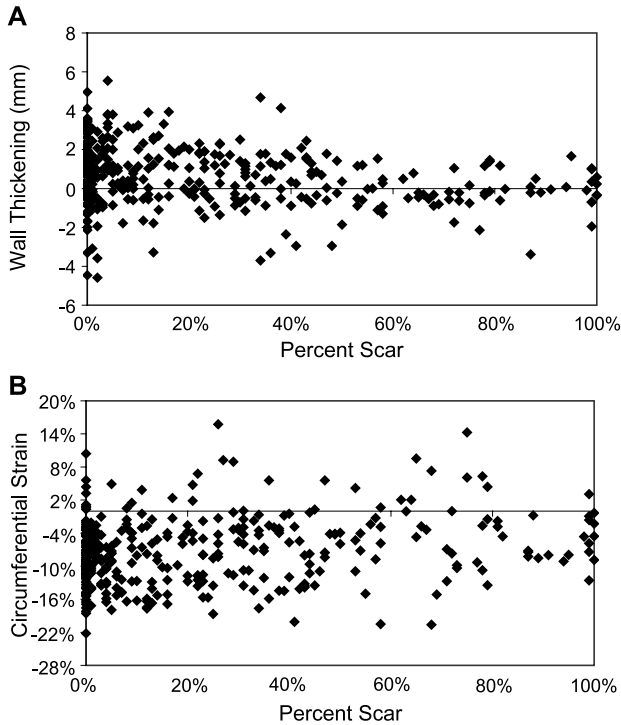 A
8
6
4
2
0
-2
-4
-6
Wall Thickening (mm)
0% 20% 40% 60% 80% 100%
Percent Scar
B
20%
14%
8%
2%
-4%
-10%
-16%
-22%
-28%
Circumferential Strain
0% 20% 40% 60% 80% 100%
Percent Scar